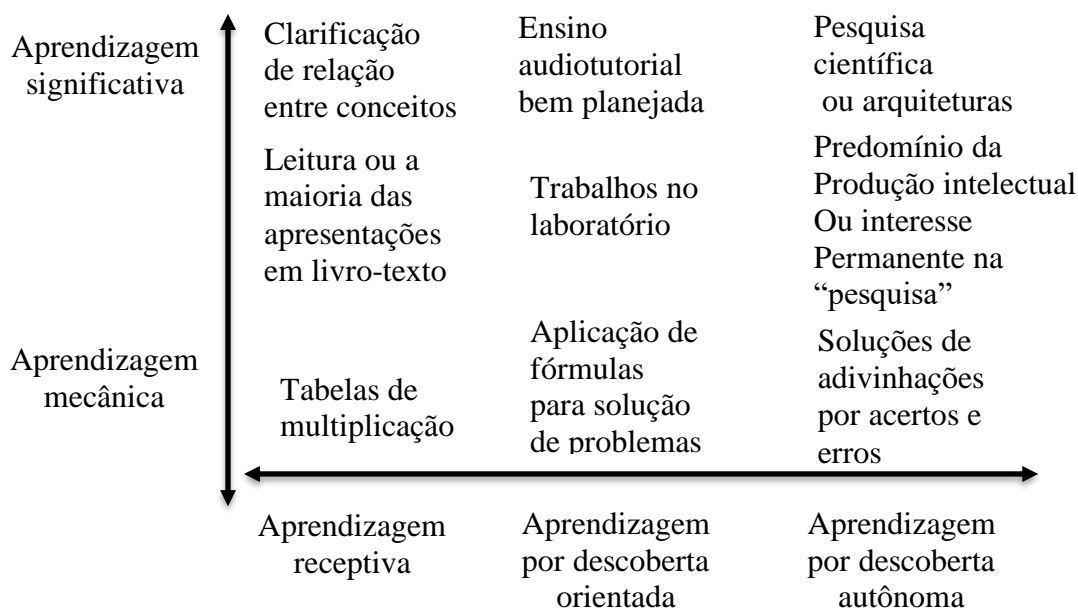 Aprendizagem
significativa
Clarificação
de relação
entre conceitos
Ensino
audiotutorial
bem planejada
Pesquisa
científica
ou arquiteturas
Leitura ou a
maioria das
apresentações
em livro-texto
Trabalhos no
laboratório
Predomínio da
Produção intelectual
Ou interesse
Permanente na
“pesquisa”
Aprendizagem
mecânica
Tabelas de
multiplicação
Aplicação de
fórmulas
para solução
de problemas
Soluções de
adivinhações
por acertos e
erros
Aprendizagem
receptiva
Aprendizagem
por descoberta
orientada
Aprendizagem
por descoberta
autônoma